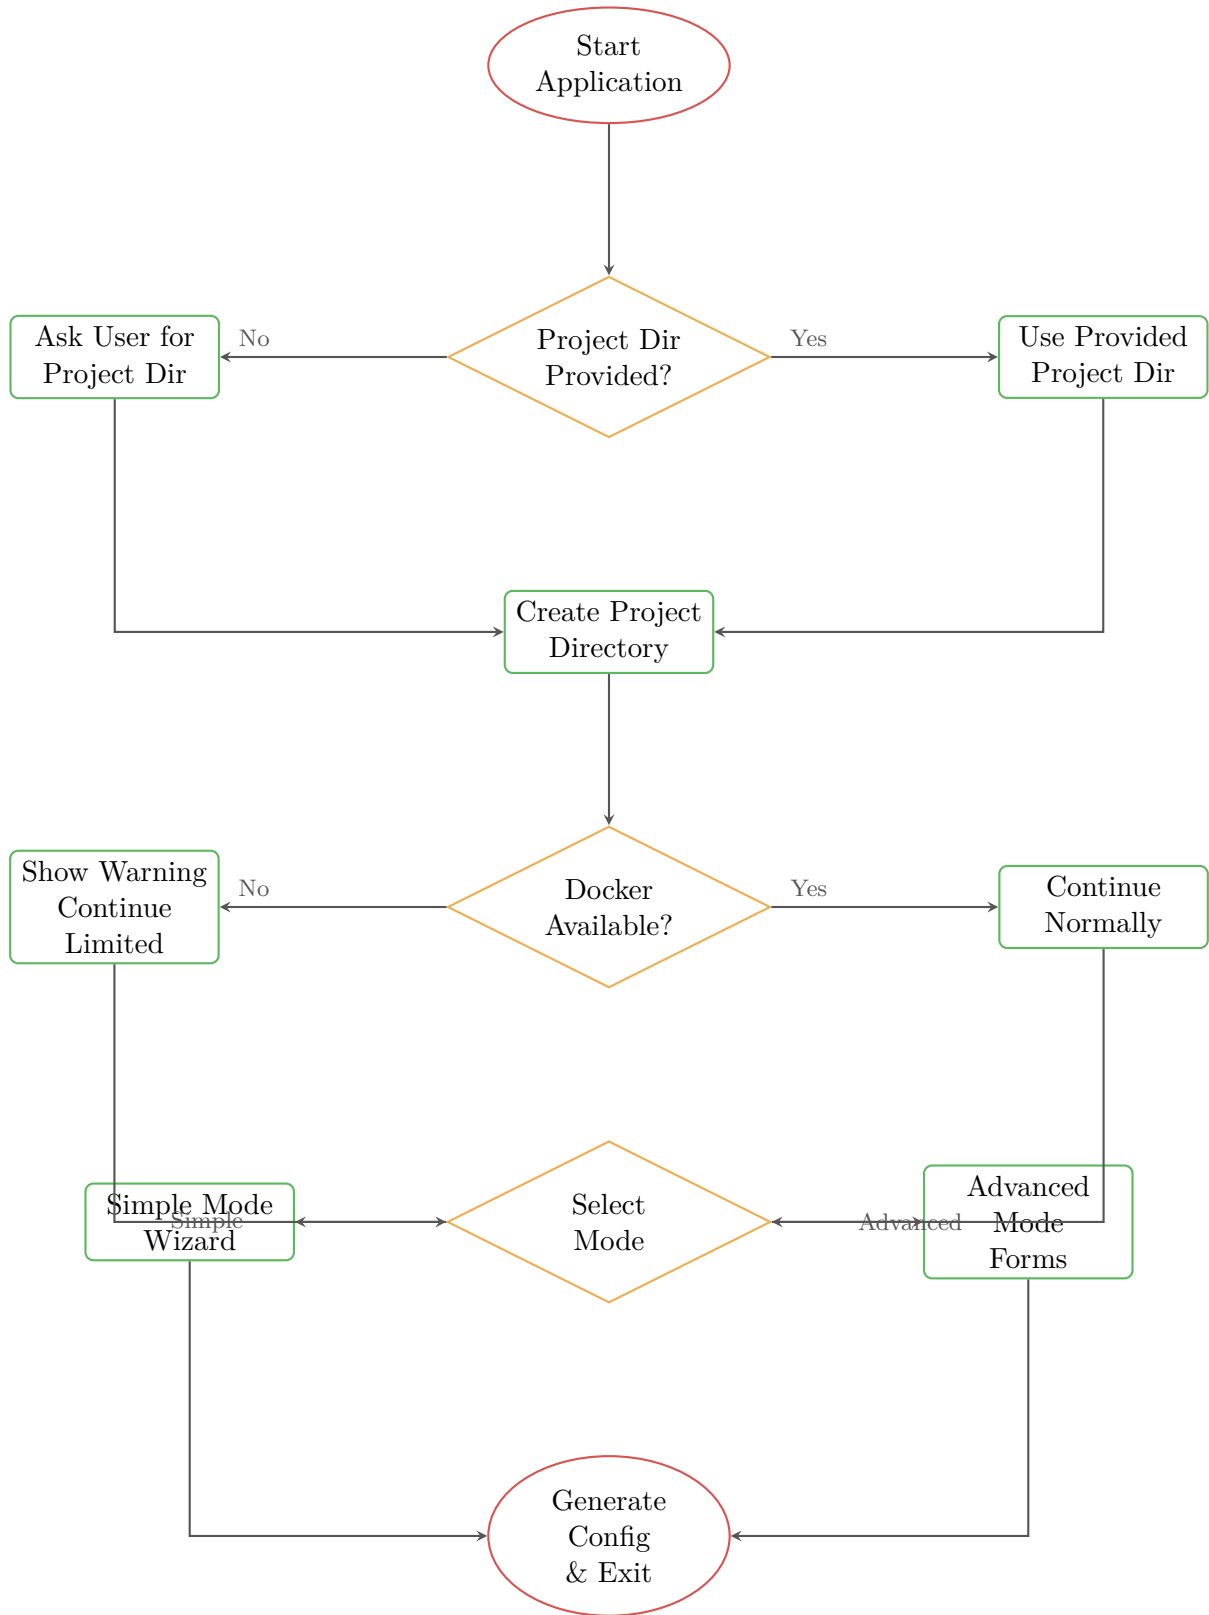 Start
Application
Ask User for
Project Dir
No
Project Dir
Provided?
Yes
Use Provided
Project Dir
Create Project
Directory
Show Warning
Continue
Limited
No
Docker
Available?
Yes
Continue
Normally
Simple Mode
Wizard
Simple
Select
Mode
Advanced
Advanced
Mode
Forms
Generate
Config
& Exit